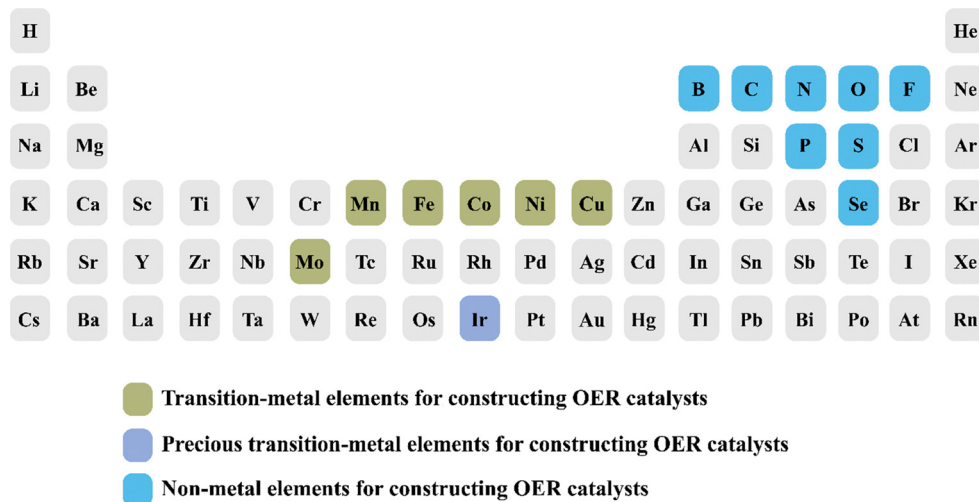 H He
Li Be B C N O F Ne
Na Mg Al Si P S Cl Ar
K Ca Sc Ti V Cr Mn Fe Co Ni Cu Zn Ga Ge As Se Br Kr
Rb Sr Y Zr Nb Mo Tc Ru Rh Pd Ag Cd In Sn Sb Te I Xe
Cs Ba La Hf Ta W Re Os Ir Pt Au Hg Tl Pb Bi Po At Rn
Transition-metal elements for constructing OER catalysts
Precious transition-metal elements for constructing OER catalysts
Non-metal elements for constructing OER catalysts